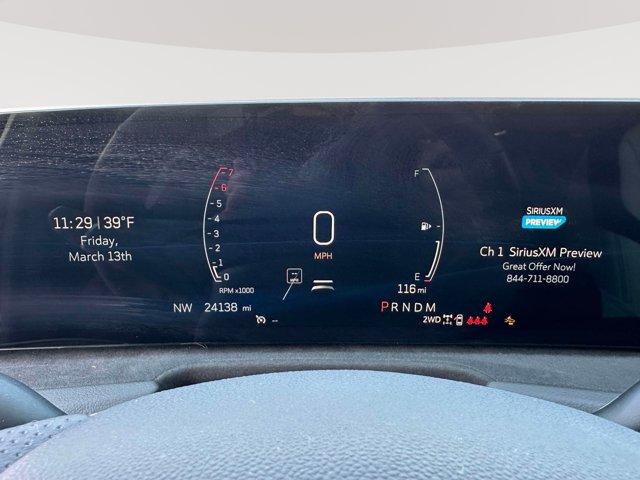 11:29 | 39°F
Friday,
March 13th
7
6
5
4
3
2
1
0
RPM x1000
0
MPH
F
E
116 mi
NW 24138 mi
--
P R N D M
2WD
SIRIUSXM
PREVIEW
Ch 1 SiriusXM Preview
Great Offer Now!
844-711-8800